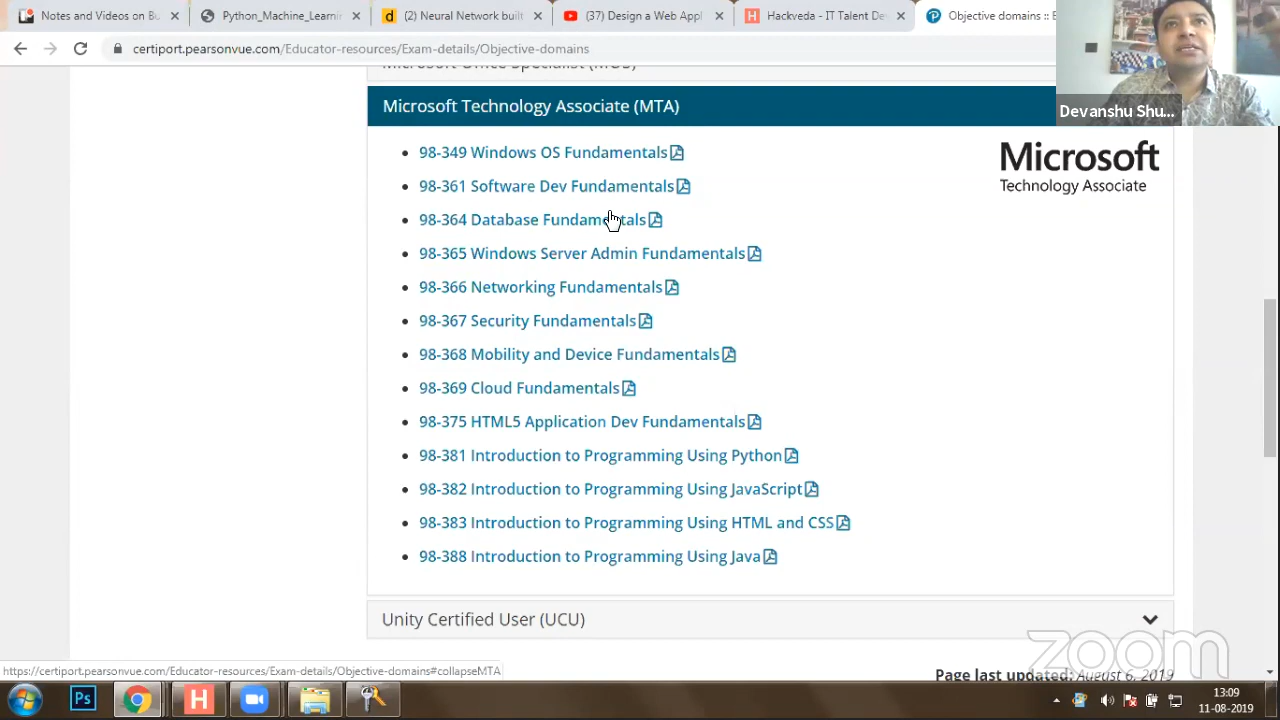 Notes and Videos on Bu
Python_Machine_Learnin
(2) Neural Network built
(37) Design a Web Appl
Hackveda - IT Talent De
Objective domains :: E
certiport.pearsonvue.com/Educator-resources/Exam-details/Objective-domains
Devanshu Shu...
Microsoft Office Specialist (MOS)
Microsoft Technology Associate (MTA)
98-349 Windows OS Fundamentals
98-361 Software Dev Fundamentals
98-364 Database Fundamentals
98-365 Windows Server Admin Fundamentals
98-366 Networking Fundamentals
98-367 Security Fundamentals
98-368 Mobility and Device Fundamentals
98-369 Cloud Fundamentals
98-375 HTML5 Application Dev Fundamentals
98-381 Introduction to Programming Using Python
98-382 Introduction to Programming Using JavaScript
98-383 Introduction to Programming Using HTML and CSS
98-388 Introduction to Programming Using Java
Microsoft
Technology Associate
Unity Certified User (UCU)
zoom
Page last updated: August 6, 2019
https://certiport.pearsonvue.com/Educator-resources/Exam-details/Objective-domains#collapseMTA
Ps
H
13:09
11-08-2019